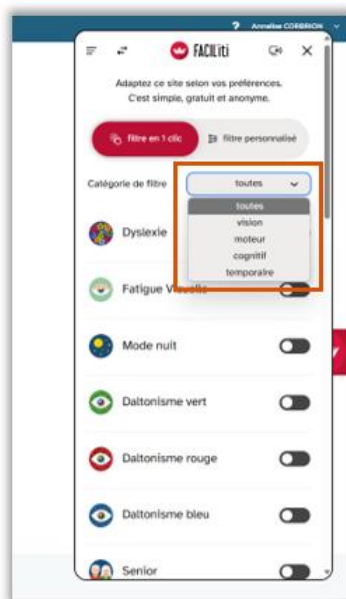 ? Annelise CORBRION
FACIL'iti
Adaptez ce site selon vos préférences.
C'est simple, gratuit et anonyme.
filtre en 1 clic
filtre personnalisé
Catégorie de filtre
toutes
toutes
vision
moteur
cognitif
temporaire
Dyslexie
Fatigue Visuelle
Mode nuit
Daltonisme vert
Daltonisme rouge
Daltonisme bleu
Senior